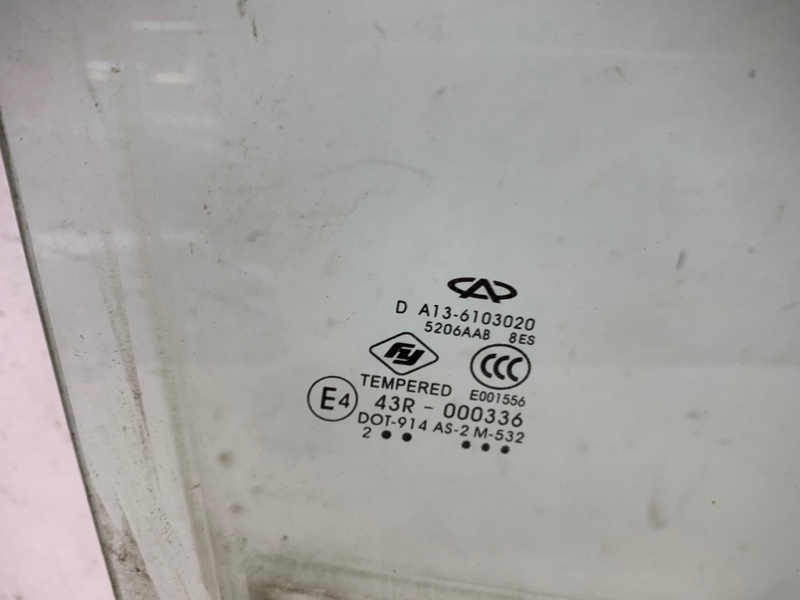 D A13-6103020
5206AAB 8ES
fy
CCC
TEMPERED E001556
E4 43R - 000336
DOT-914 AS-2 M-532
2 ●● ●●●